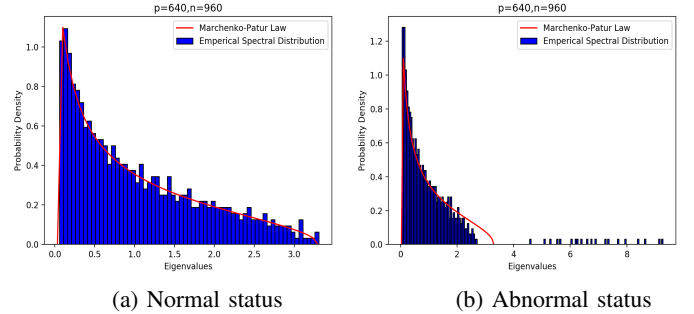 p=640,n=960
Marchenko-Patur Law
Emperical Spectral Distribution
Probability Density
1.0
0.8
0.6
0.4
0.2
0.0
0.0 0.5 1.0 1.5 2.0 2.5 3.0
Eigenvalues
(a) Normal status
p=640,n=960
Marchenko-Patur Law
Emperical Spectral Distribution
Probability Density
1.2
1.0
0.8
0.6
0.4
0.2
0.0
0 2 4 6 8
Eigenvalues
(b) Abnormal status